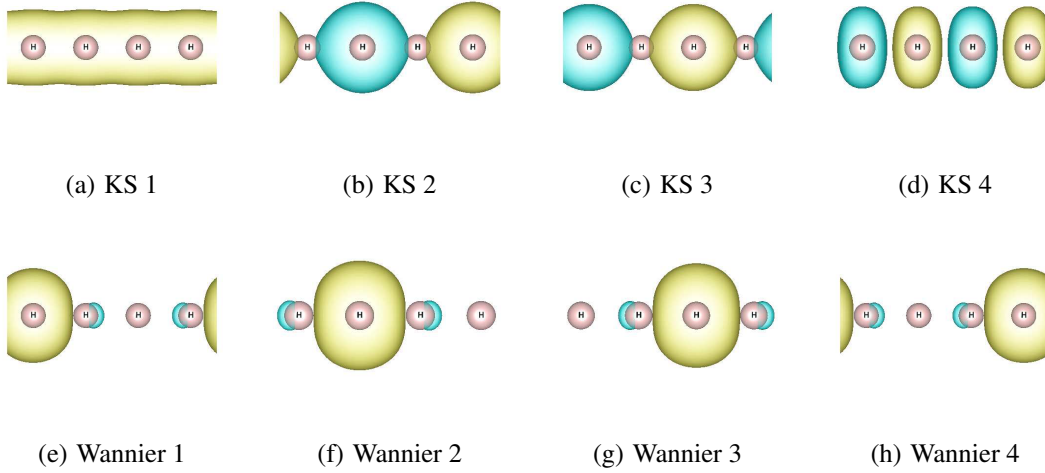 H H H H H H H H H H H H H H H H
(a) KS 1 (b) KS 2 (c) KS 3 (d) KS 4
H H H H H H H H H H H H H H H H
(e) Wannier 1 (f) Wannier 2 (g) Wannier 3 (h) Wannier 4